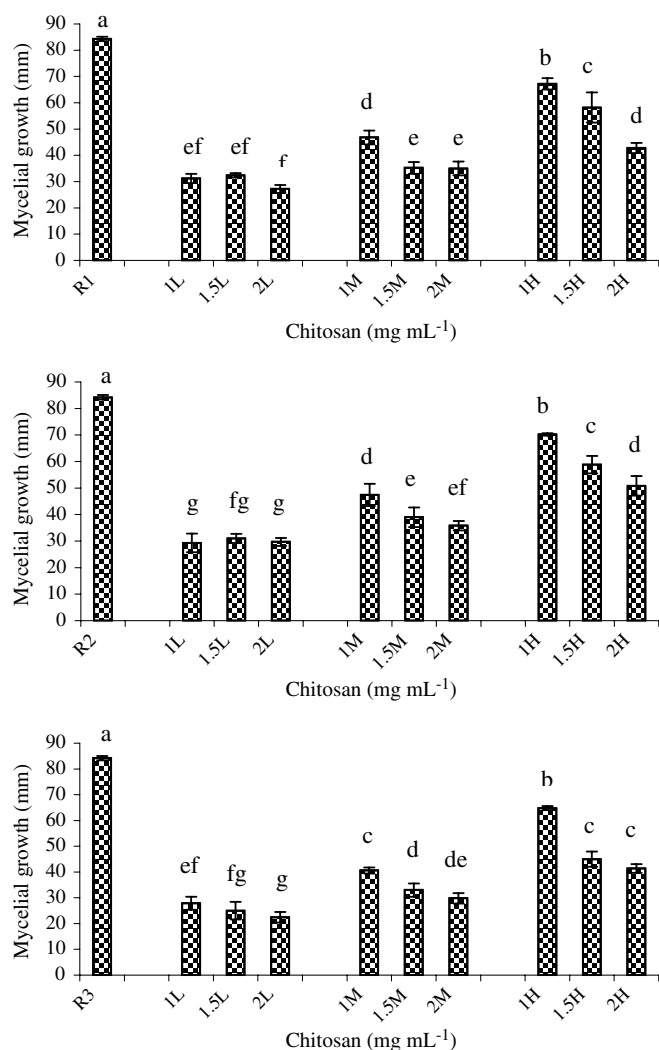 90
a
80
b
70
c
60
d
d
50
e
e
40
ef
ef
f
30
20
10
0
Mycelial growth (mm)
R1
1L
1.5L
2L
1M
1.5M
2M
1H
1.5H
2H
Chitosan (mg mL-1)
90
a
80
b
70
c
60
d
d
50
e
ef
40
g
fg
g
30
20
10
0
Mycelial growth (mm)
R2
1L
1.5L
2L
1M
1.5M
2M
1H
1.5H
2H
Chitosan (mg mL-1)
90
a
80
b
70
60
c
c
c
50
d
de
40
ef
fg
g
30
20
10
0
Mycelial growth (mm)
R3
1L
1.5L
2L
1M
1.5M
2M
1H
1.5H
2H
Chitosan (mg mL-1)